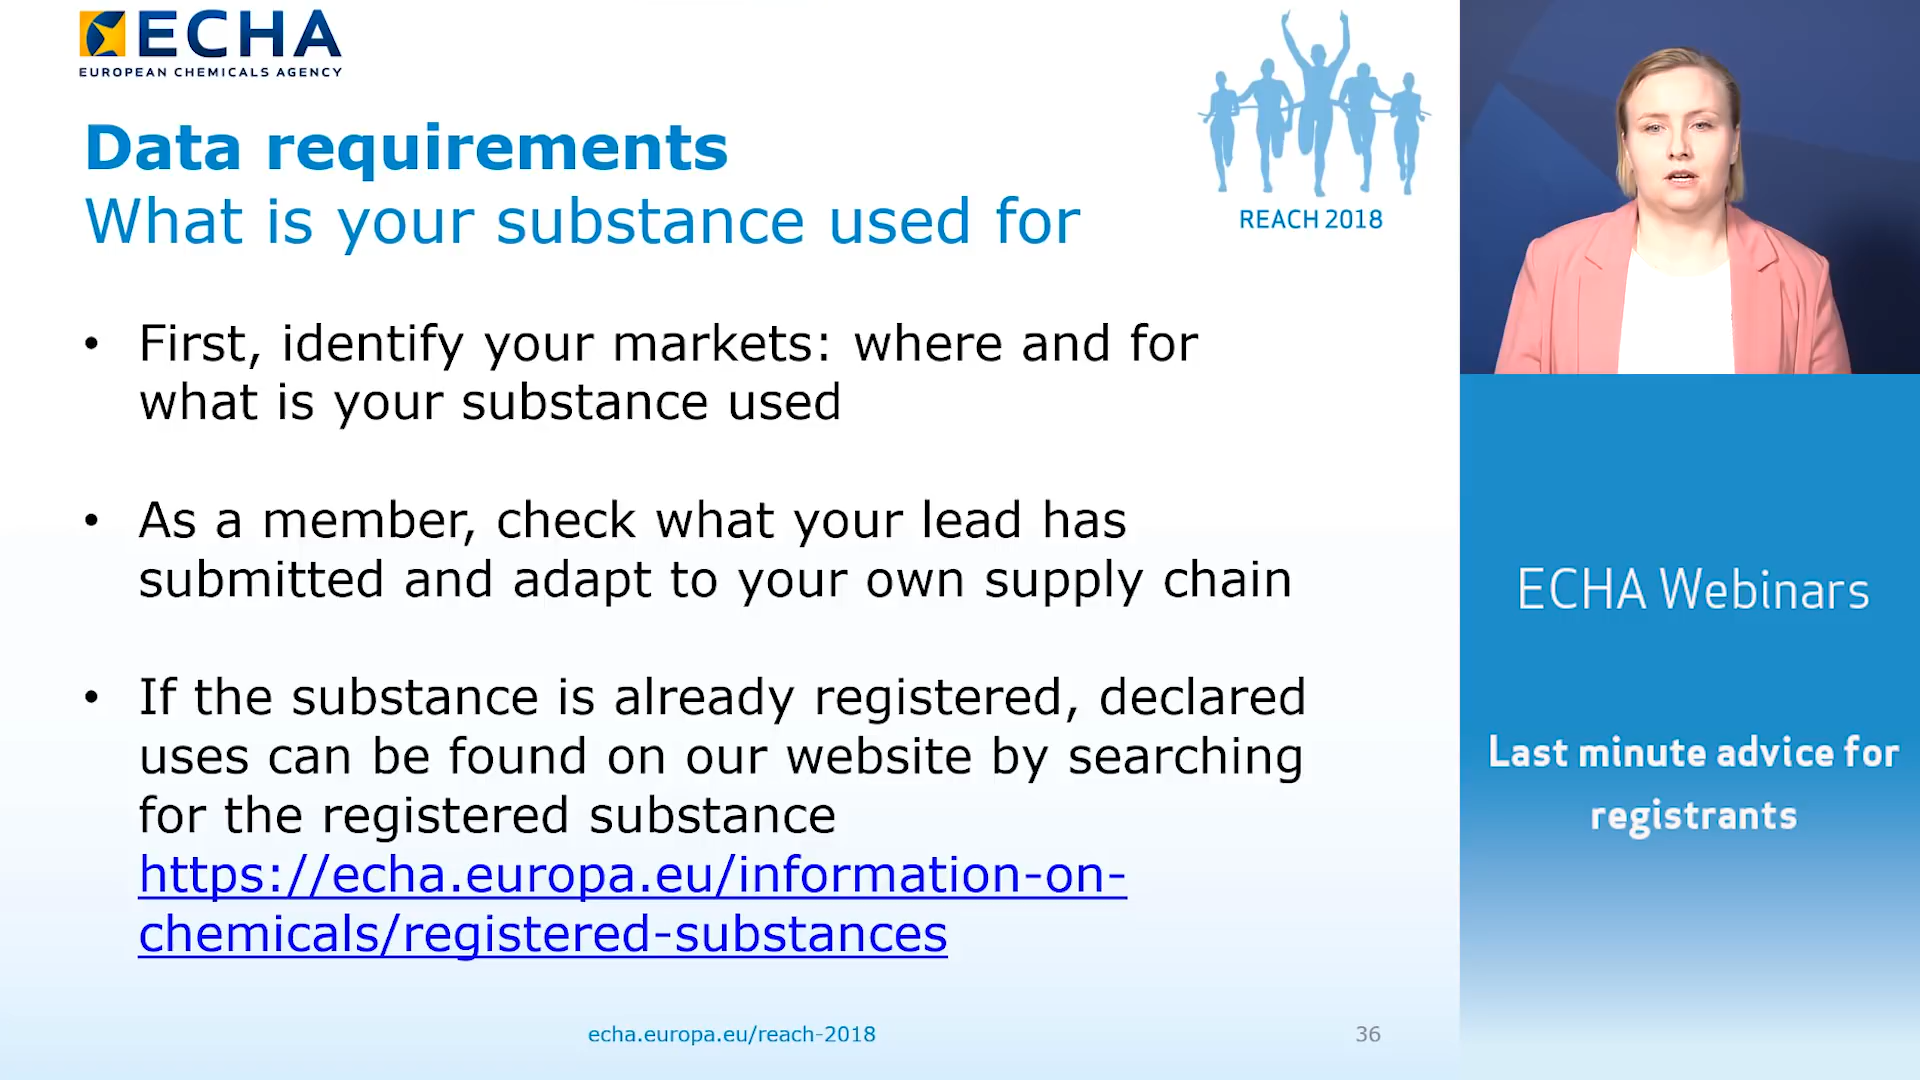 ECHA
EUROPEAN CHEMICALS AGENCY
REACH 2018
Data requirements
What is your substance used for
• First, identify your markets: where and for
what is your substance used
• As a member, check what your lead has
submitted and adapt to your own supply chain
• If the substance is already registered, declared
uses can be found on our website by searching
for the registered substance
https://echa.europa.eu/information-on-
chemicals/registered-substances
echa.europa.eu/reach-2018
36
ECHA Webinars
Last minute advice for
registrants